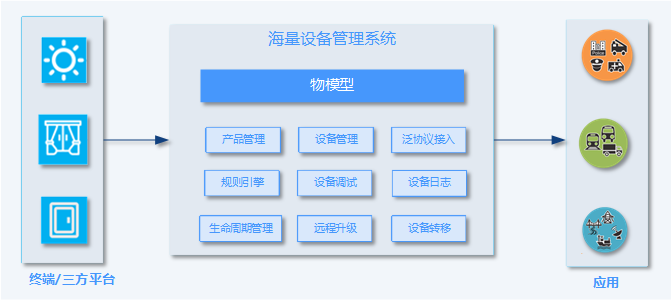 海量设备管理系统
物模型
产品管理
设备管理
泛协议接入
规则引擎
设备调试
设备日志
生命周期管理
远程升级
设备转移
终端/三方平台
应用